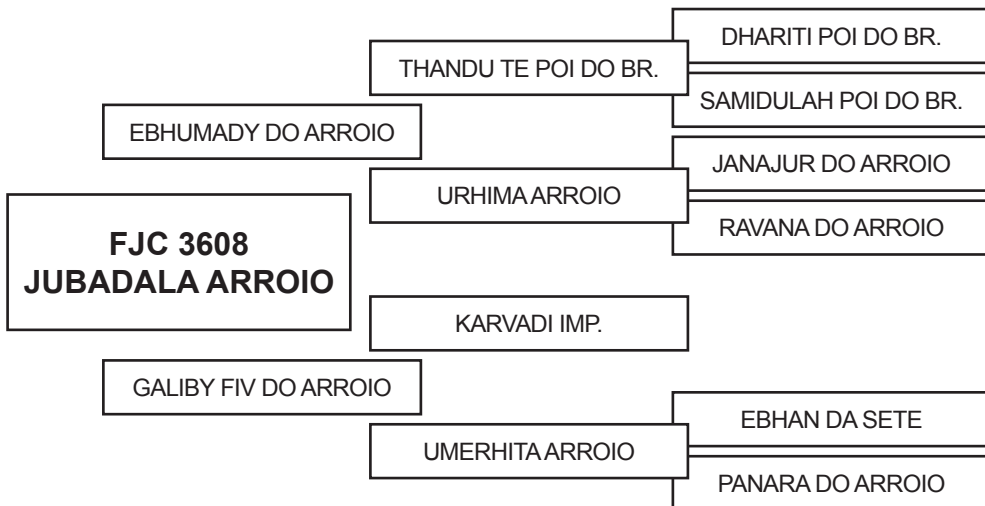 DHARITI POI DO BR.
THANDU TE POI DO BR.
SAMIDULAH POI DO BR.
EBHUMADY DO ARROIO
JANAJUR DO ARROIO
URHIMA ARROIO
RAVANA DO ARROIO
FJC 3608
JUBADALA ARROIO
KARVADI IMP.
GALIBY FIV DO ARROIO
EBHAN DA SETE
UMERHITA ARROIO
PANARA DO ARROIO